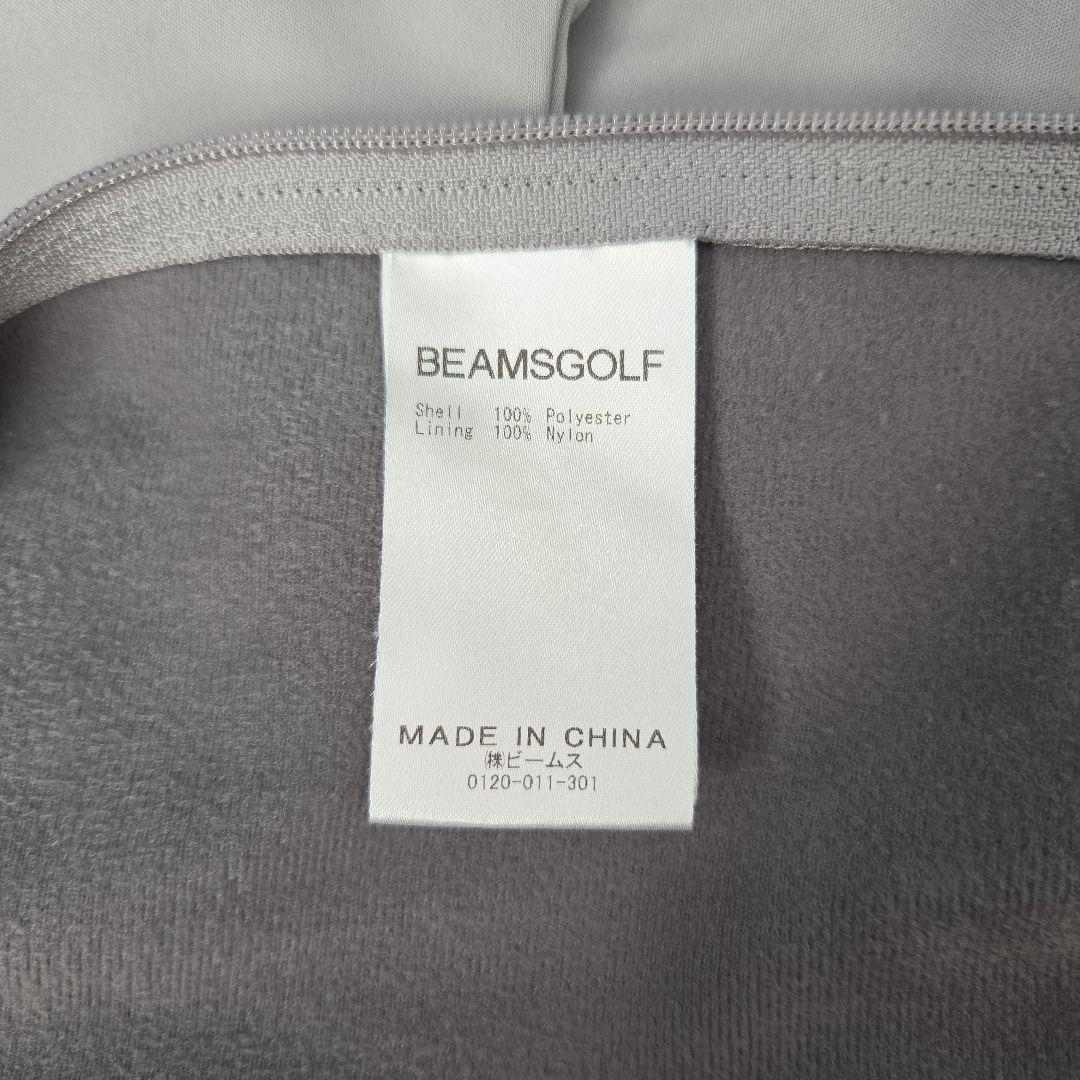 BEAMSGOLF
Shell 100% Polyester
Lining 100% Nylon
MADE IN CHINA
㈱ビームス
0120-011-301